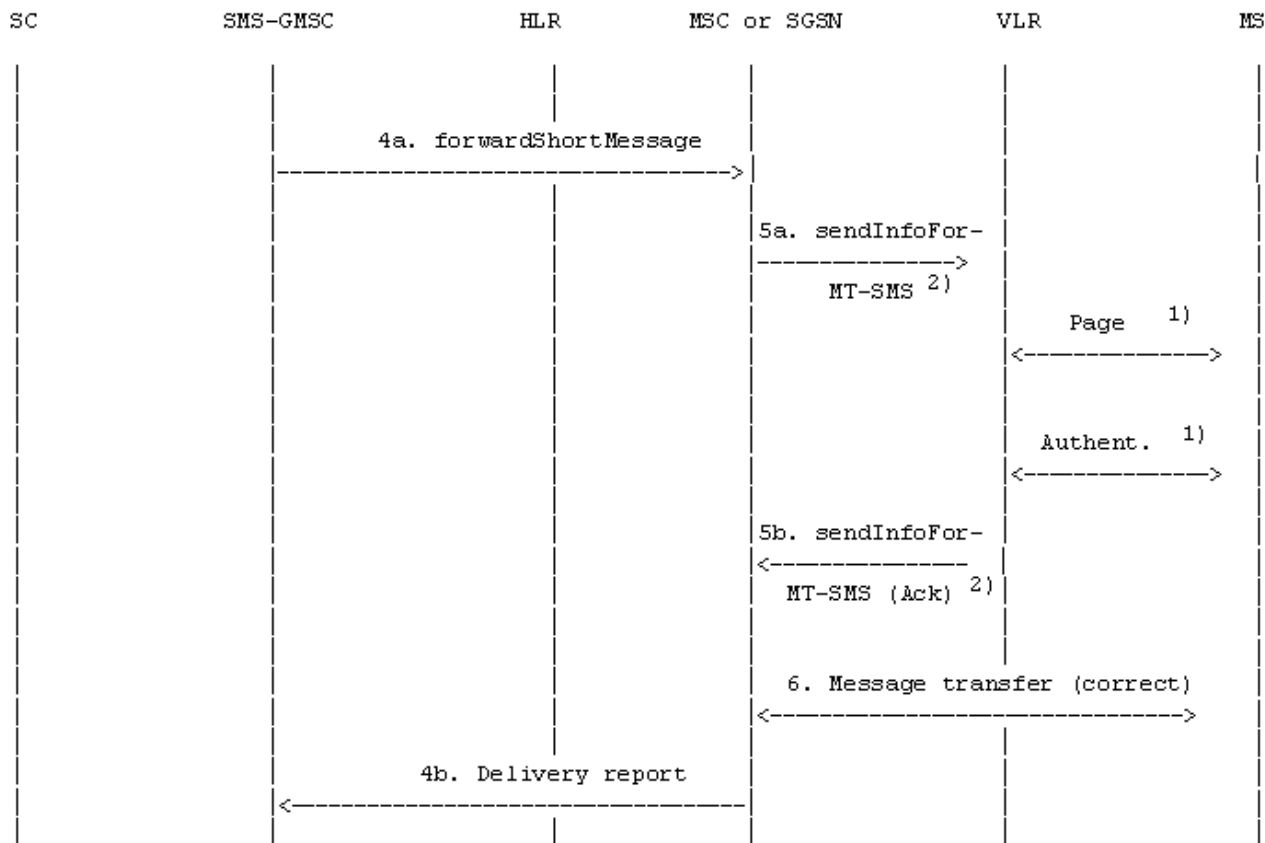 SC SMS-GMSC HLR MSC or SGSN VLR MS
4a. forwardShortMessage
5a. sendInfoFor-
MT-SMS 2)
Page 1)
Authent. 1)
5b. sendInfoFor-
MT-SMS (Ack) 2)
6. Message transfer (correct)
4b. Delivery report